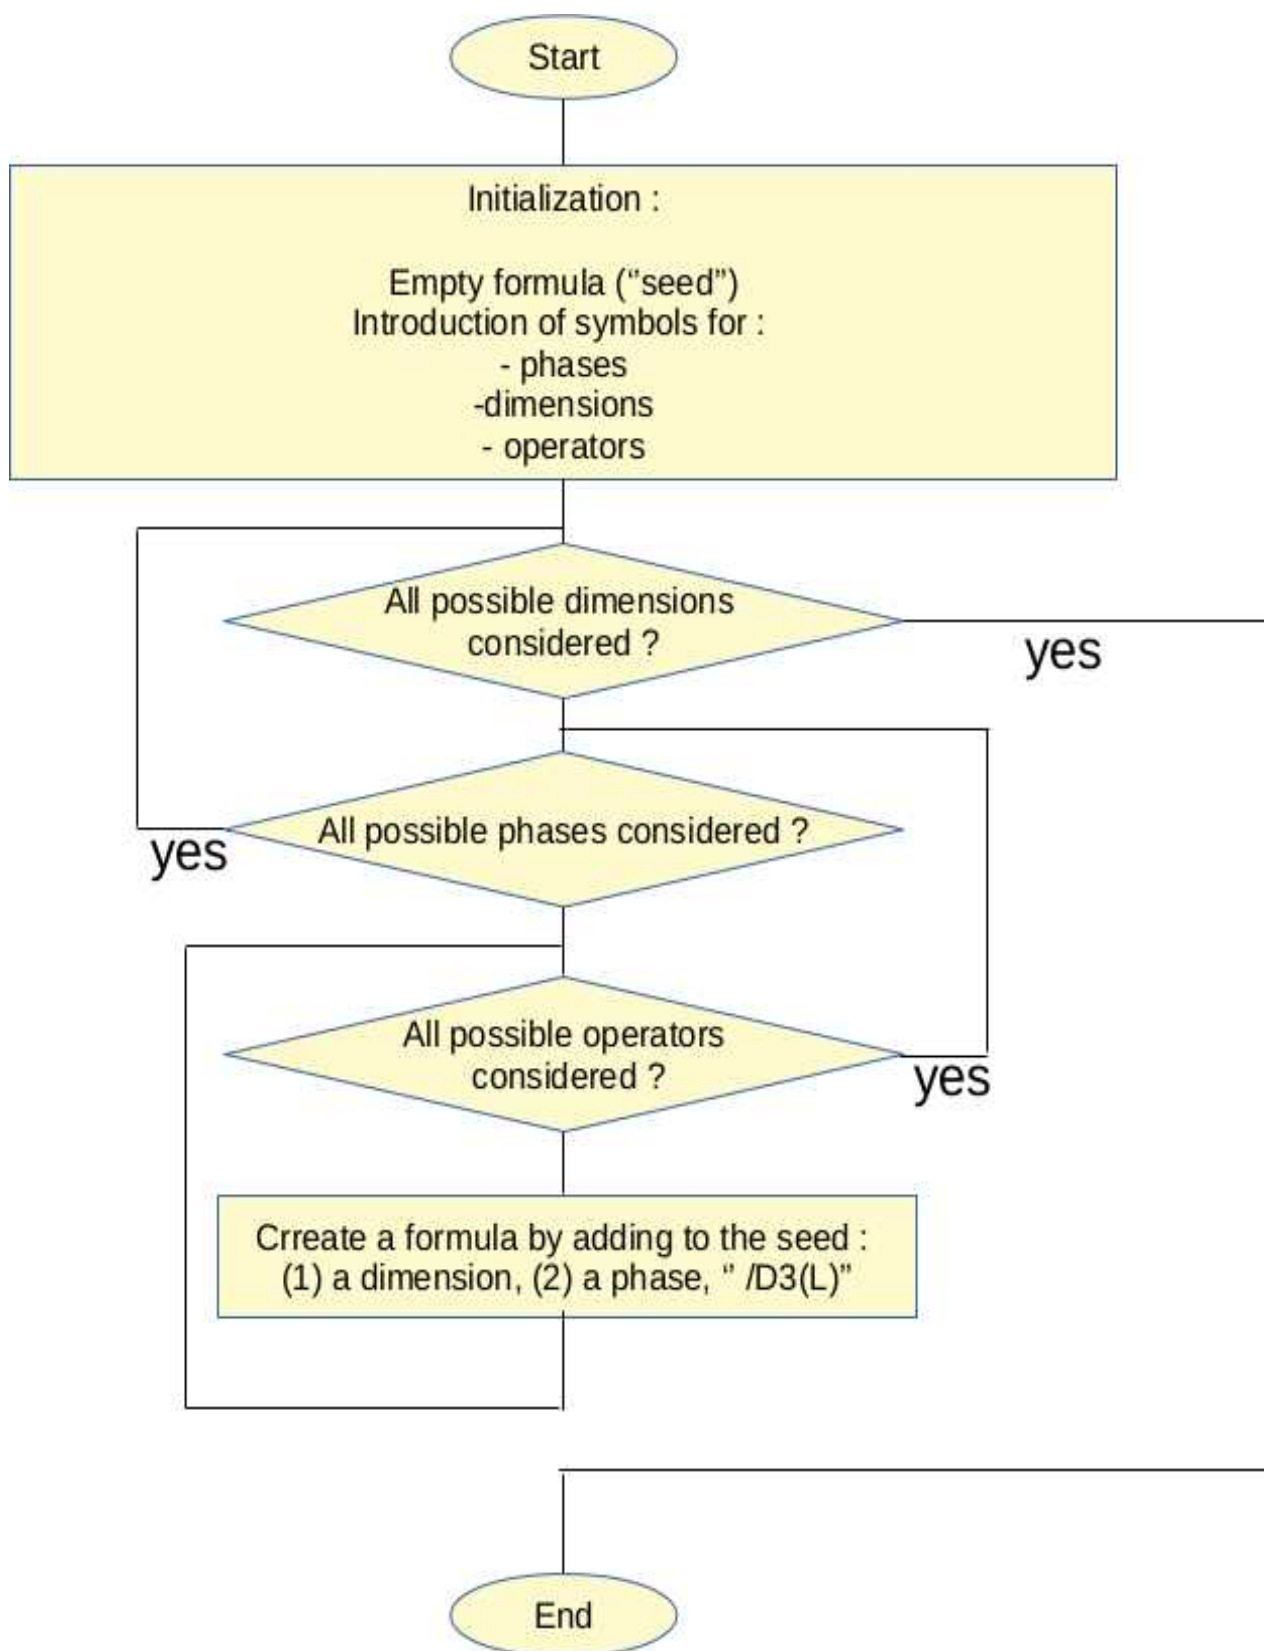 Start
Initialization :
Empty formula (‘’seed”)
Introduction of symbols for :
- phases
-dimensions
- operators
All possible dimensions
considered ?
yes
All possible phases considered ?
yes
All possible operators
considered ?
yes
Crreate a formula by adding to the seed :
(1) a dimension, (2) a phase, ‘’ /D3(L)”
End